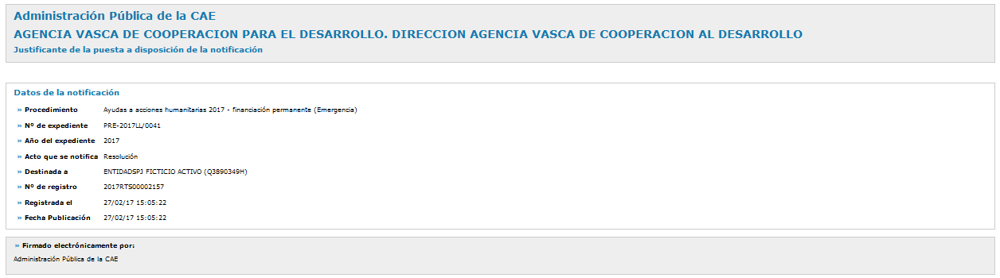 Administración Pública de la CAE
AGENCIA VASCA DE COOPERACION PARA EL DESARROLLO. DIRECCION AGENCIA VASCA DE COOPERACION AL DESARROLLO
Justificante de la puesta a disposición de la notificación
Datos de la notificación
» Procedimiento Ayudas a acciones humanitarias 2017 - financiación permanente (Emergencia)
» Nº de expediente PRE-2017LL/0041
» Año del expediente 2017
» Acto que se notifica Resolución
» Destinada a ENTIDADSPJ FICTICIO ACTIVO (Q3890349H)
» Nº de registro 2017RTS00002157
» Registrada el 27/02/17 15:05:22
» Fecha Publicación 27/02/17 15:05:22
» Firmado electrónicamente por:
Administración Pública de la CAE